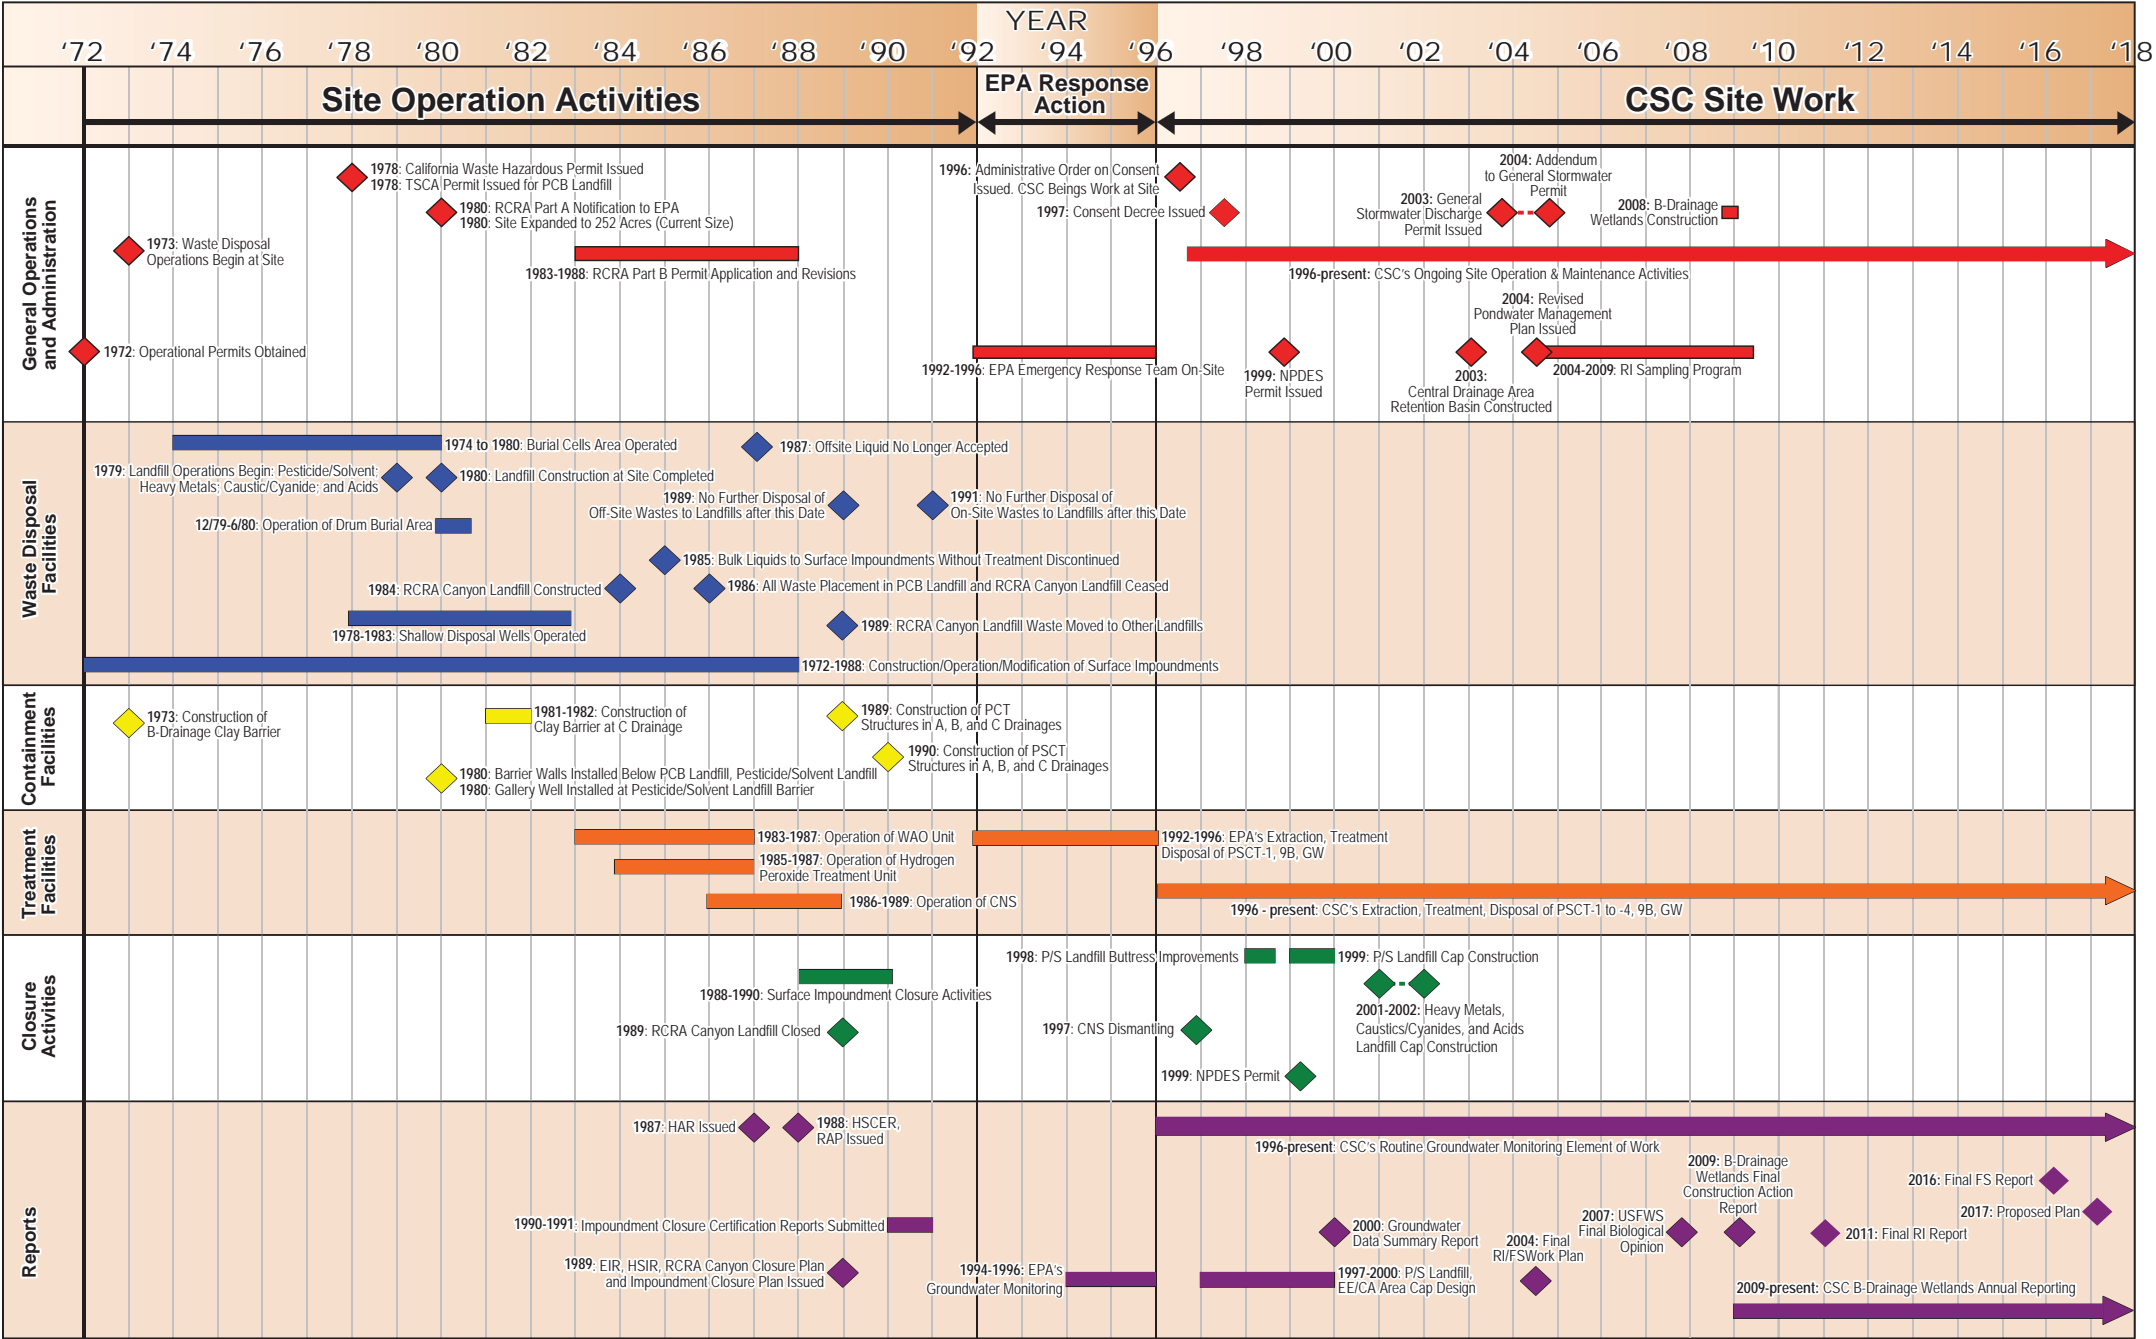 YEAR
‘72 ‘74 ‘76 ‘78 ‘80 ‘82 ‘84 ‘86 ‘88 ‘90 ‘92 ‘94 ‘96 ‘98 ‘00 ‘02 ‘04 ‘06 ‘08 ‘10 ‘12 ‘14 ‘16 ‘18
Site Operation Activities
EPA Response
Action
CSC Site Work
General Operations
and Administration
1978: California Waste Hazardous Permit Issued
1978: TSCA Permit Issued for PCB Landfill
1980: RCRA Part A Notification to EPA
1980: Site Expanded to 252 Acres (Current Size)
1973: Waste Disposal
Operations Begin at Site
1983-1988: RCRA Part B Permit Application and Revisions
1972: Operational Permits Obtained
1996: Administrative Order on Consent
Issued. CSC Beings Work at Site
1997: Consent Decree Issued
2003: General
Stormwater Discharge
Permit Issued
2004: Addendum
to General Stormwater
Permit
2008: B-Drainage
Wetlands Construction
1996-present: CSC’s Ongoing Site Operation & Maintenance Activities
1992-1996: EPA Emergency Response Team On-Site
1999: NPDES
Permit Issued
2003:
Central Drainage Area
Retention Basin Constructed
2004: Revised
Pondwater Management
Plan Issued
2004-2009: RI Sampling Program
Waste Disposal
Facilities
1974 to 1980: Burial Cells Area Operated
1987: Offsite Liquid No Longer Accepted
1979: Landfill Operations Begin: Pesticide/Solvent;
Heavy Metals; Caustic/Cyanide; and Acids
1980: Landfill Construction at Site Completed
1989: No Further Disposal of
Off-Site Wastes to Landfills after this Date
1991: No Further Disposal of
On-Site Wastes to Landfills after this Date
12/79-6/80: Operation of Drum Burial Area
1985: Bulk Liquids to Surface Impoundments Without Treatment Discontinued
1984: RCRA Canyon Landfill Constructed
1986: All Waste Placement in PCB Landfill and RCRA Canyon Landfill Ceased
1978-1983: Shallow Disposal Wells Operated
1989: RCRA Canyon Landfill Waste Moved to Other Landfills
1972-1988: Construction/Operation/Modification of Surface Impoundments
Containment
Facilities
1973: Construction of
B-Drainage Clay Barrier
1981-1982: Construction of
Clay Barrier at C Drainage
1989: Construction of PCT
Structures in A, B, and C Drainages
1990: Construction of PSCT
Structures in A, B, and C Drainages
1980: Barrier Walls Installed Below PCB Landfill, Pesticide/Solvent Landfill
1980: Gallery Well Installed at Pesticide/Solvent Landfill Barrier
Treatment
Facilities
1983-1987: Operation of WAO Unit
1985-1987: Operation of Hydrogen
Peroxide Treatment Unit
1986-1989: Operation of CNS
1992-1996: EPA’s Extraction, Treatment
Disposal of PSCT-1, 9B, GW
1996 - present: CSC’s Extraction, Treatment, Disposal of PSCT-1 to -4, 9B, GW
Closure
Activities
1998: P/S Landfill Buttress Improvements
1999: P/S Landfill Cap Construction
1988-1990: Surface Impoundment Closure Activities
2001-2002: Heavy Metals,
Caustics/Cyanides, and Acids
Landfill Cap Construction
1989: RCRA Canyon Landfill Closed
1997: CNS Dismantling
1999: NPDES Permit
Reports
1987: HAR Issued
1988: HSCER,
RAP Issued
1996-present: CSC’s Routine Groundwater Monitoring Element of Work
2009: B-Drainage
Wetlands Final
Construction Action
Report
2016: Final FS Report
2017: Proposed Plan
1990-1991: Impoundment Closure Certification Reports Submitted
2000: Groundwater
Data Summary Report
2004: Final
RI/FSWork Plan
2007: USFWS
Final Biological
Opinion
2011: Final RI Report
1989: EIR, HSIR, RCRA Canyon Closure Plan
and Impoundment Closure Plan Issued
1994-1996: EPA’s
Groundwater Monitoring
1997-2000: P/S Landfill,
EE/CA Area Cap Design
2009-present: CSC B-Drainage Wetlands Annual Reporting